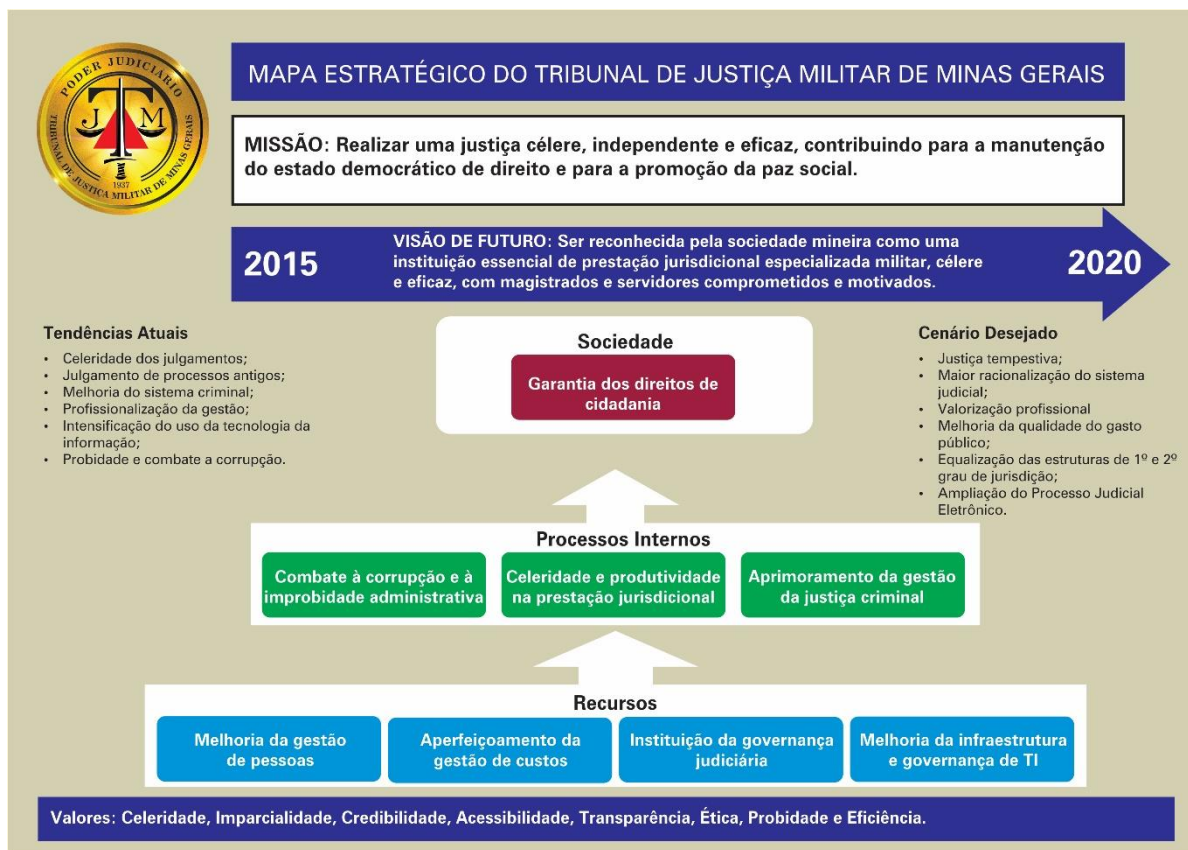 PODER JUDICIÁRIO
J M
1937
TRIBUNAL DE JUSTIÇA MILITAR DE MINAS GERAIS
MAPA ESTRATÉGICO DO TRIBUNAL DE JUSTIÇA MILITAR DE MINAS GERAIS
MISSÃO: Realizar uma justiça célere, independente e eficaz, contribuindo para a manutenção
do estado democrático de direito e para a promoção da paz social.
2015
VISÃO DE FUTURO: Ser reconhecida pela sociedade mineira como uma
instituição essencial de prestação jurisdicional especializada militar, célere
e eficaz, com magistrados e servidores comprometidos e motivados.
2020
Tendências Atuais
• Celeridade dos julgamentos;
• Julgamento de processos antigos;
• Melhoria do sistema criminal;
• Profissionalização da gestão;
• Intensificação do uso da tecnologia da
informação;
• Probidade e combate a corrupção.
Sociedade
Garantia dos direitos de
cidadania
Cenário Desejado
• Justiça tempestiva;
• Maior racionalização do sistema
judicial;
• Valorização profissional
• Melhoria da qualidade do gasto
público;
• Equalização das estruturas de 1º e 2º
grau de jurisdição;
• Ampliação do Processo Judicial
Eletrônico.
Processos Internos
Combate à corrupção e à
improbidade administrativa
Celeridade e produtividade
na prestação jurisdicional
Aprimoramento da gestão
da justiça criminal
Recursos
Melhoria da gestão
de pessoas
Aperfeiçoamento da
gestão de custos
Instituição da governança
judiciária
Melhoria da infraestrutura
e governança de TI
Valores: Celeridade, Imparcialidade, Credibilidade, Acessibilidade, Transparência, Ética, Probidade e Eficiência.